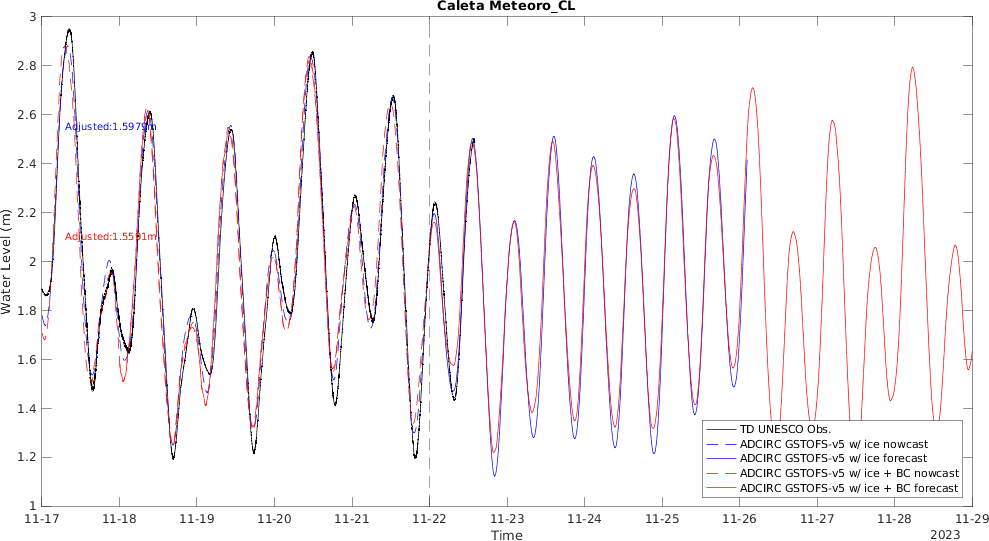 Caleta Meteoro_CL
3
2.8
2.6
2.4
2.2
2
1.8
1.6
1.4
1.2
1
Water Level (m)
Adjusted:1.5979m
Adjusted:1.5591m
TD UNESCO Obs.
ADCIRC GSTOFS-v5 w/ ice nowcast
ADCIRC GSTOFS-v5 w/ ice forecast
ADCIRC GSTOFS-v5 w/ ice + BC nowcast
ADCIRC GSTOFS-v5 w/ ice + BC forecast
11-17 11-18 11-19 11-20 11-21 11-22 11-23 11-24 11-25 11-26 11-27 11-28 11-29
Time
2023